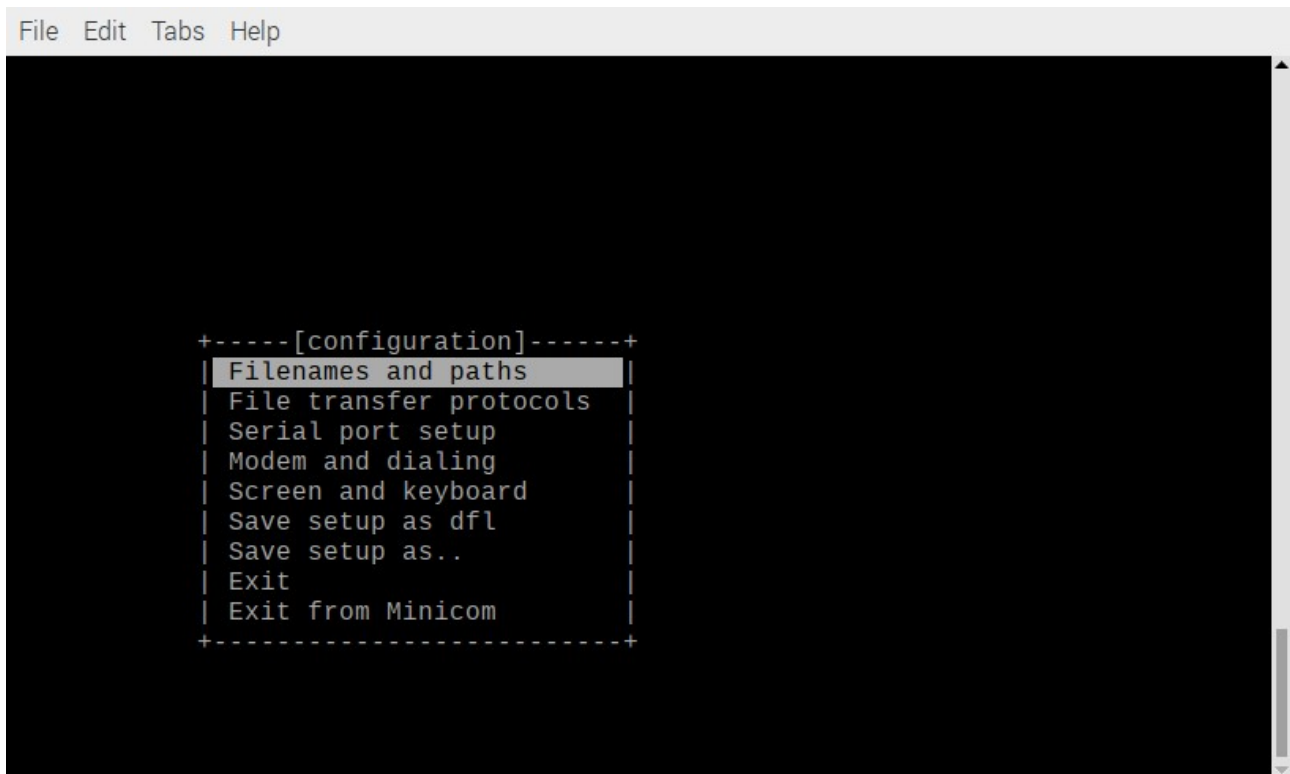 File Edit Tabs Help
+-----[configuration]------+
| Filenames and paths      |
| File transfer protocols  |
| Serial port setup        |
| Modem and dialing        |
| Screen and keyboard      |
| Save setup as dfl        |
| Save setup as..          |
| Exit                     |
| Exit from Minicom        |
+--------------------------+